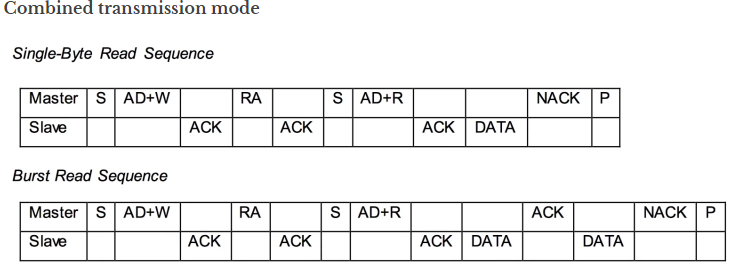 Combined transmission mode
Single-Byte Read Sequence
Master S AD+W RA S AD+R NACK P
Slave ACK ACK ACK DATA
Burst Read Sequence
Master S AD+W RA S AD+R ACK NACK P
Slave ACK ACK ACK DATA DATA